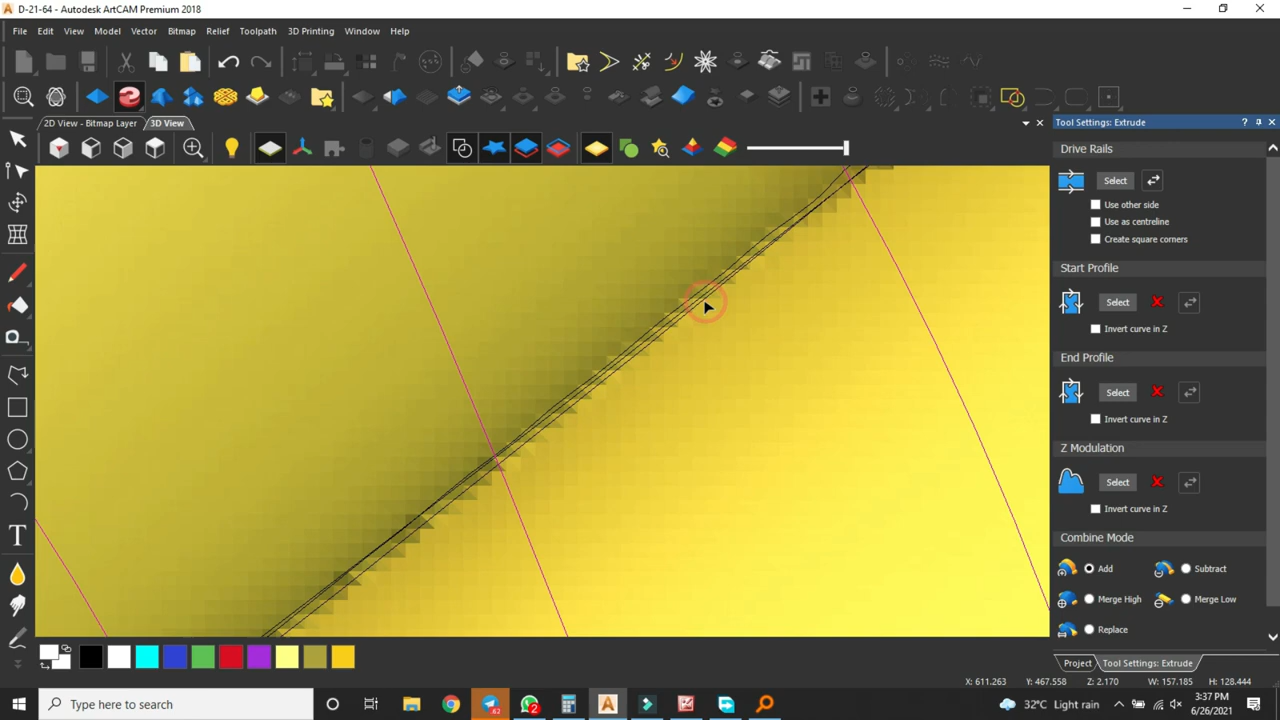 D-21-64 - Autodesk ArtCAM Premium 2018
File Edit View Model Vector Bitmap Relief Toolpath 3D Printing Window Help
2D View - Bitmap Layer 3D View
Tool Settings: Extrude
Drive Rails
Select
Use other side
Use as centreline
Create square corners
Start Profile
Select
Invert curve in Z
End Profile
Select
Invert curve in Z
Z Modulation
Select
Invert curve in Z
Combine Mode
Add Subtract
Merge High Merge Low
Replace
Project Tool Settings: Extrude
X: 611.263 Y: 467.558 Z: 2.170 W: 157.185 H: 128.444
Type here to search
32°C Light rain
3:37 PM
6/26/2021